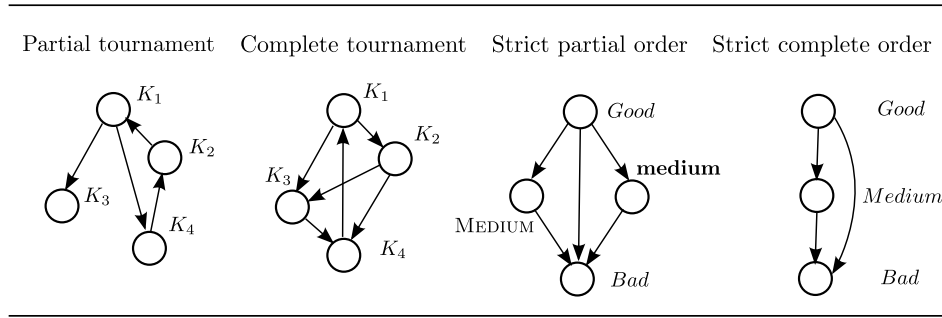 Partial tournament Complete tournament Strict partial order Strict complete order
K1 K1 Good Good
K2 K2
K3 K3 medium Medium
K4 MEDIUM
K4 Bad Bad